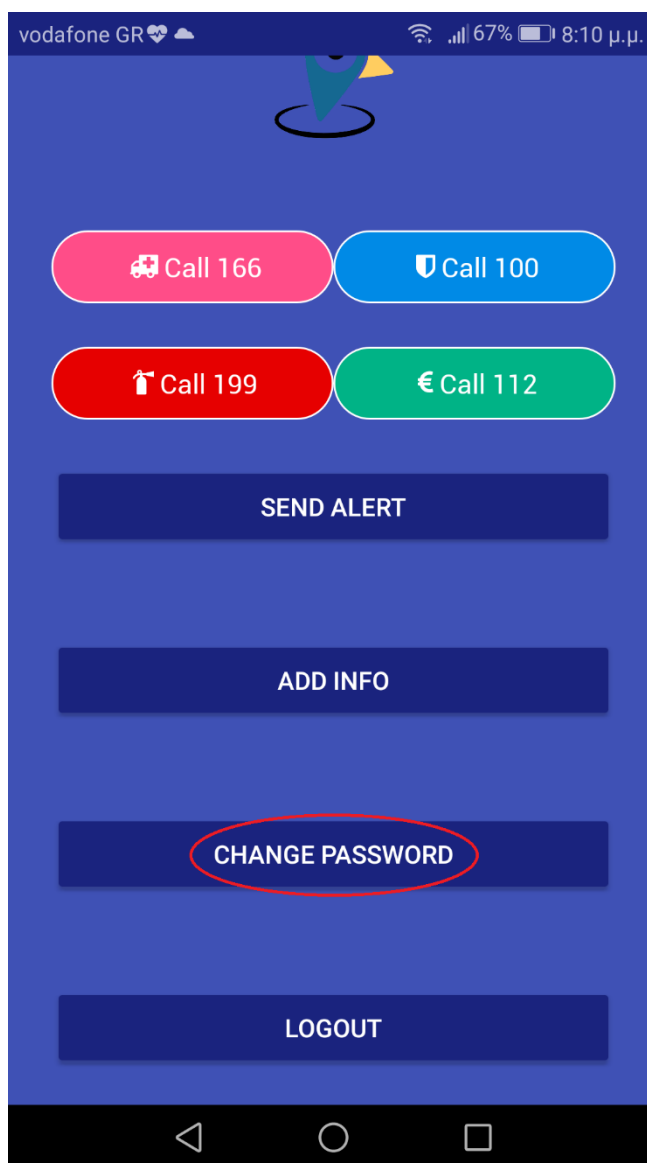 vodafone GR 67% 8:10 μ.μ.
Call 166 Call 100
Call 199 € Call 112
SEND ALERT
ADD INFO
CHANGE PASSWORD
LOGOUT